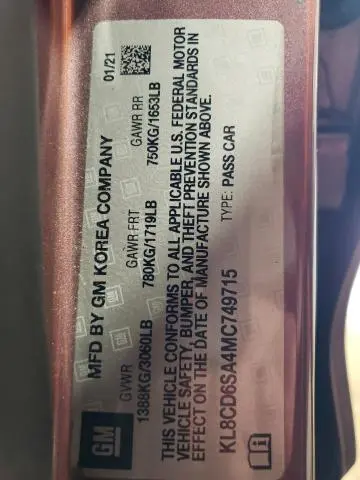 GM
MFD BY GM KOREA COMPANY
01/21
GVWR
GAWR FRT
GAWR RR
1388KG/3060LB
780KG/1719LB
750KG/1653LB
THIS VEHICLE CONFORMS TO ALL APPLICABLE U.S. FEDERAL MOTOR
VEHICLE SAFETY, BUMPER, AND THEFT PREVENTION STANDARDS IN
EFFECT ON THE DATE OF MANUFACTURE SHOWN ABOVE.
KL8CD6SA4MC749715
TYPE: PASS CAR